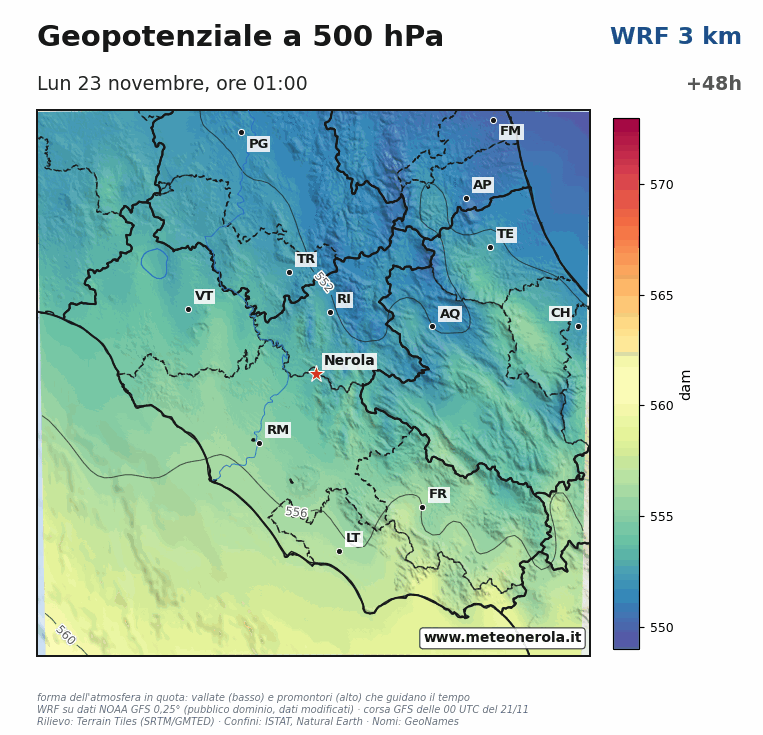 Geopotenziale a 500 hPa
WRF 3 km
Lun 23 novembre, ore 01:00
+48h
FM
PG
AP
TE
TR
552
VT
RI
AQ
CH
Nerola
RM
FR
556
LT
560
www.meteonerola.it
570
565
560
555
550
dam
forma dell'atmosfera in quota: vallate (basso) e promontori (alto) che guidano il tempo
WRF su dati NOAA GFS 0,25° (pubblico dominio, dati modificati) · corsa GFS delle 00 UTC del 21/11
Rilievo: Terrain Tiles (SRTM/GMTED) · Confini: ISTAT, Natural Earth · Nomi: GeoNames